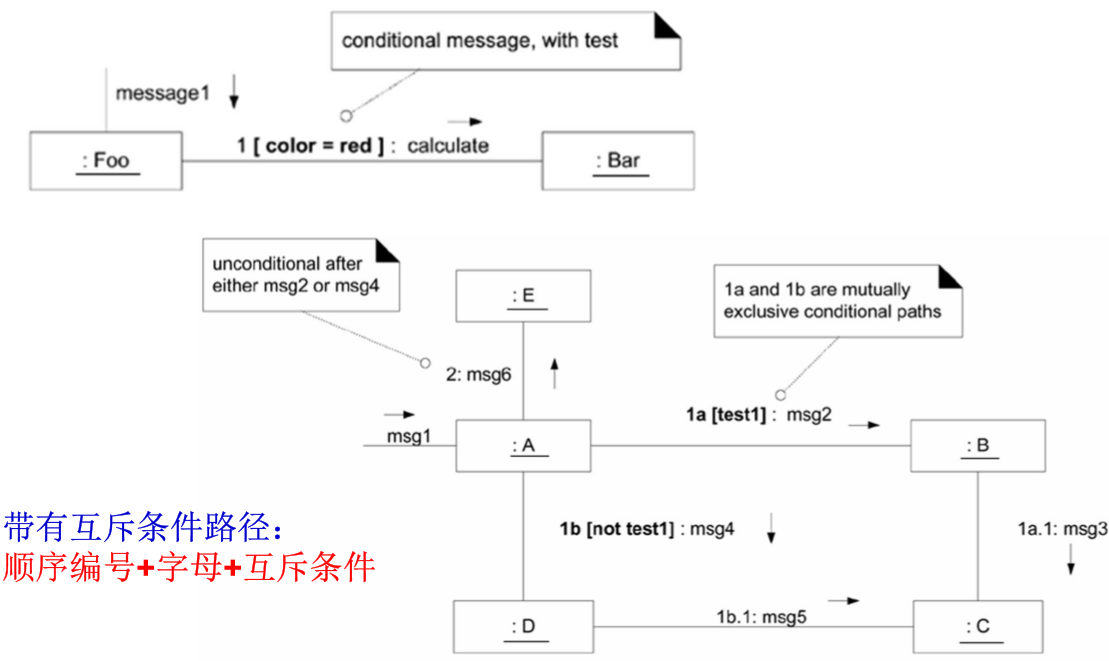 conditional message, with test
message1
1 [ color = red ] : calculate
: Foo
: Bar
unconditional after
either msg2 or msg4
: E
1a and 1b are mutually
exclusive conditional paths
2: msg6
1a [test1] : msg2
msg1
: A
: B
带有互斥条件路径：
1b [not test1] : msg4
1a.1: msg3
顺序编号+字母+互斥条件
1b.1: msg5
: D
: C